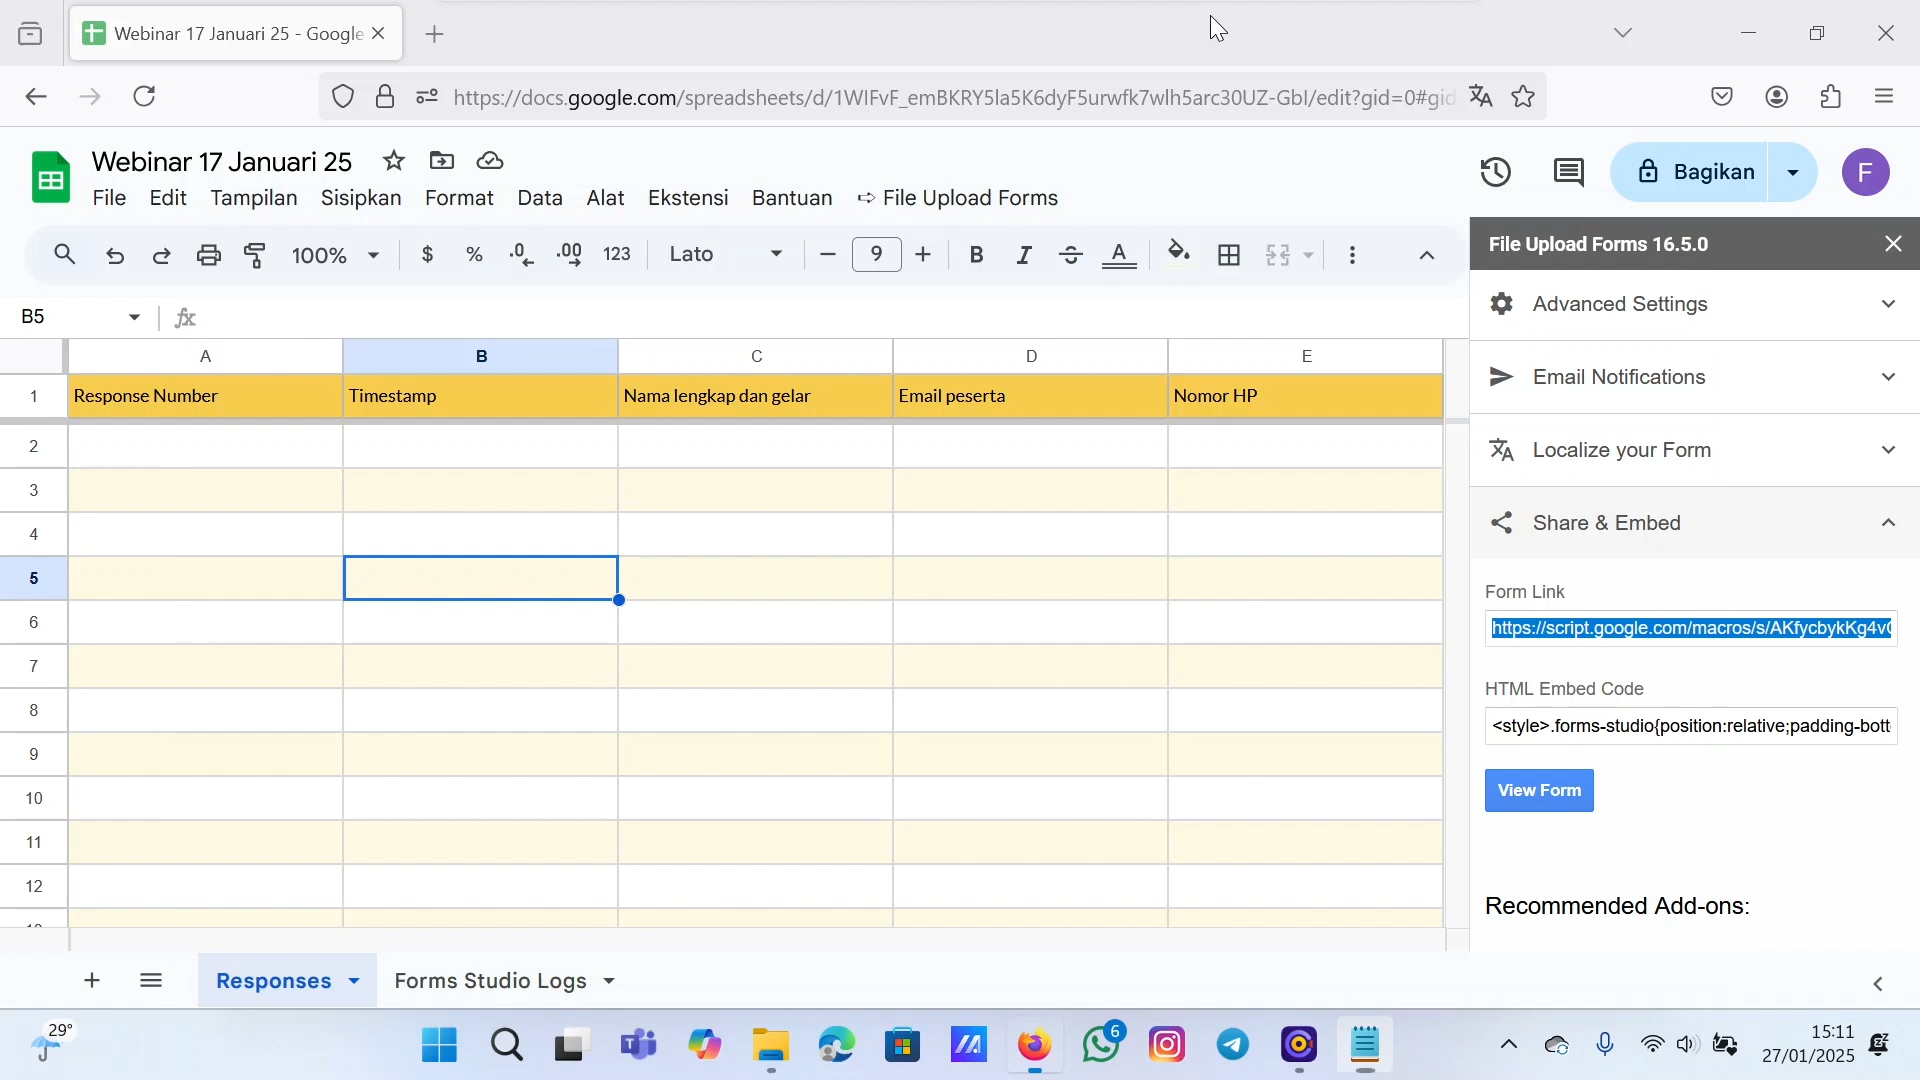 Webinar 17 Januari 25 - Google
https://docs.google.com/spreadsheets/d/1WIFvF_emBKRY5la5K6dyF5urwfk7wlh5arc30UZ-GbI/edit?gid=0#gid
Webinar 17 Januari 25
File Edit Tampilan Sisipkan Format Data Alat Ekstensi Bantuan ➯ File Upload Forms
Bagikan
F
100% $ % .0 .00 123 Lato 9 B I S A
File Upload Forms 16.5.0
B5
fx
A B C D E
1 Response Number Timestamp Nama lengkap dan gelar Email peserta Nomor HP
2
3
4
5
6
7
8
9
10
11
12
Advanced Settings
Email Notifications
Localize your Form
Share & Embed
Form Link
https://script.google.com/macros/s/AKfycbykKg4v
HTML Embed Code
<style>.forms-studio{position:relative;padding-bott
View Form
Recommended Add-ons:
Responses
Forms Studio Logs
29°
6
15:11
27/01/2025